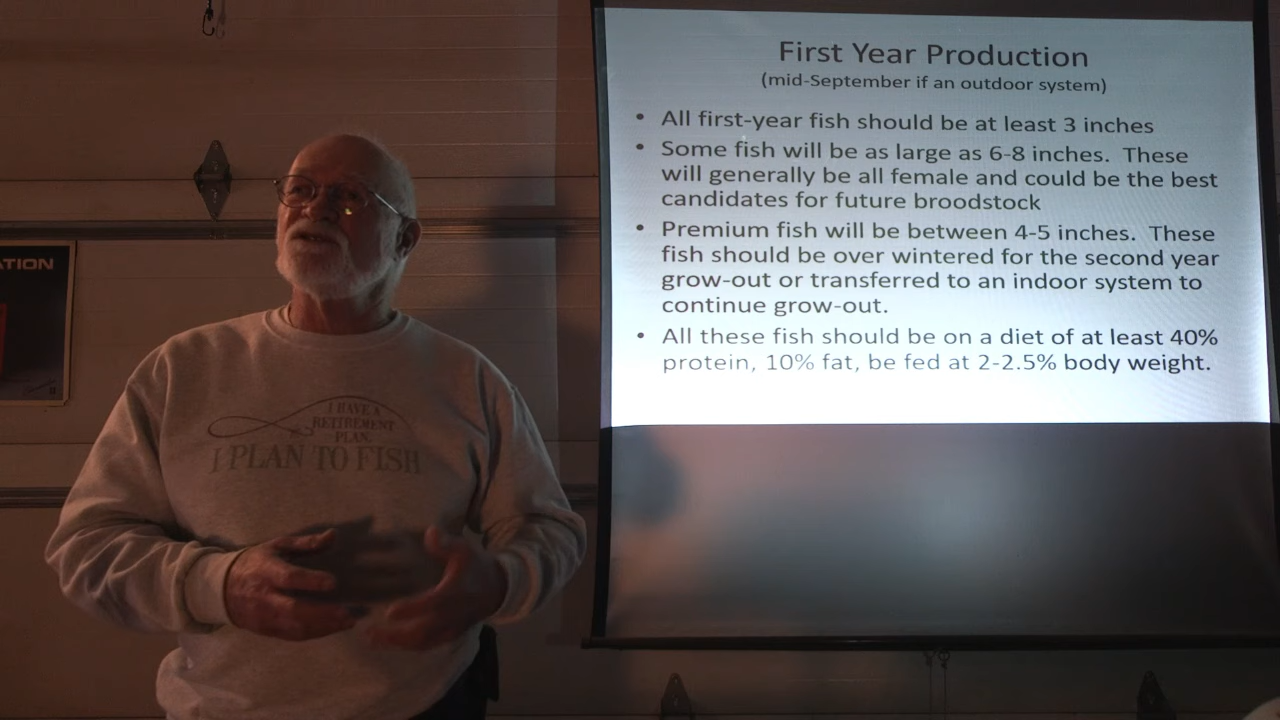 First Year Production
(mid-September if an outdoor system)
• All first-year fish should be at least 3 inches
• Some fish will be as large as 6-8 inches. These
will generally be all female and could be the best
candidates for future broodstock
• Premium fish will be between 4-5 inches. These
fish should be over wintered for the second year
grow-out or transferred to an indoor system to
continue grow-out.
• All these fish should be on a diet of at least 40%
protein, 10% fat, be fed at 2-2.5% body weight.
ATION
I HAVE A
RETIREMENT
PLAN
I PLAN TO FISH